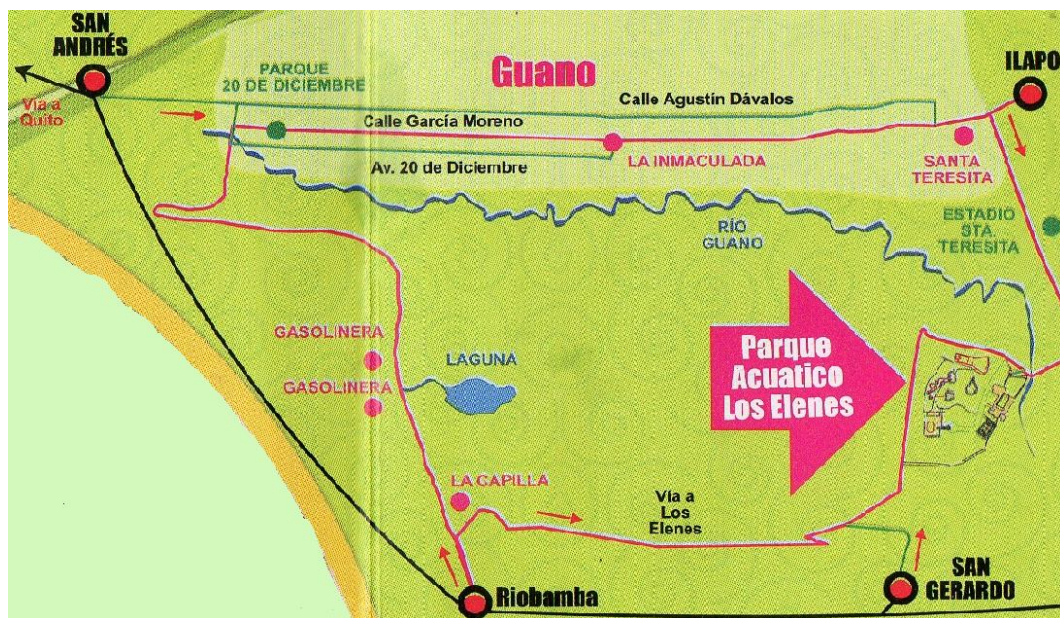 SAN
ANDRÉS
Vía a
Quito
PARQUE
20 DE DICIEMBRE
Guano
Calle Agustín Dávalos
Calle García Moreno
Av. 20 de Diciembre
LA INMACULADA
ILAPO
SANTA
TERESITA
ESTADIO
STA.
TERESITA
RÍO
GUANO
GASOLINERA
GASOLINERA
LAGUNA
Parque
Acuatico
Los Elenes
LA CAPILLA
Vía a
Los
Elenes
Riobamba
SAN
GERARDO